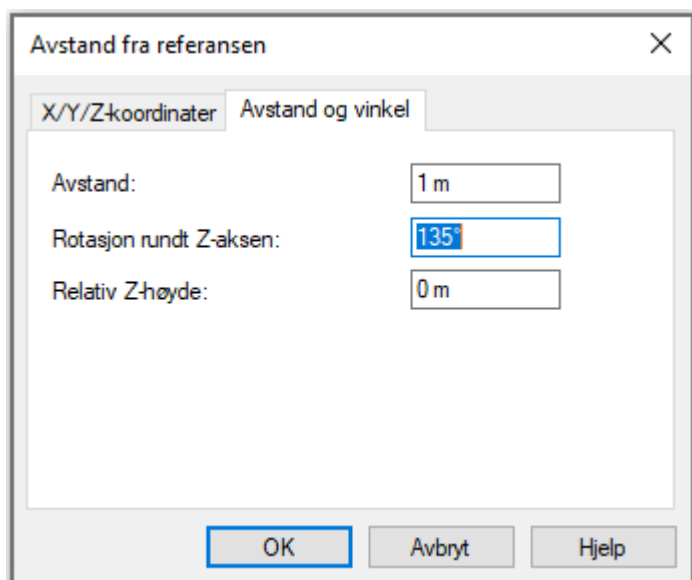 Avstand fra referansen
X/Y/Z-koordinater Avstand og vinkel
Avstand: 1 m
Rotasjon rundt Z-aksen: 135°
Relativ Z-høyde: 0 m
OK Avbryt Hjelp